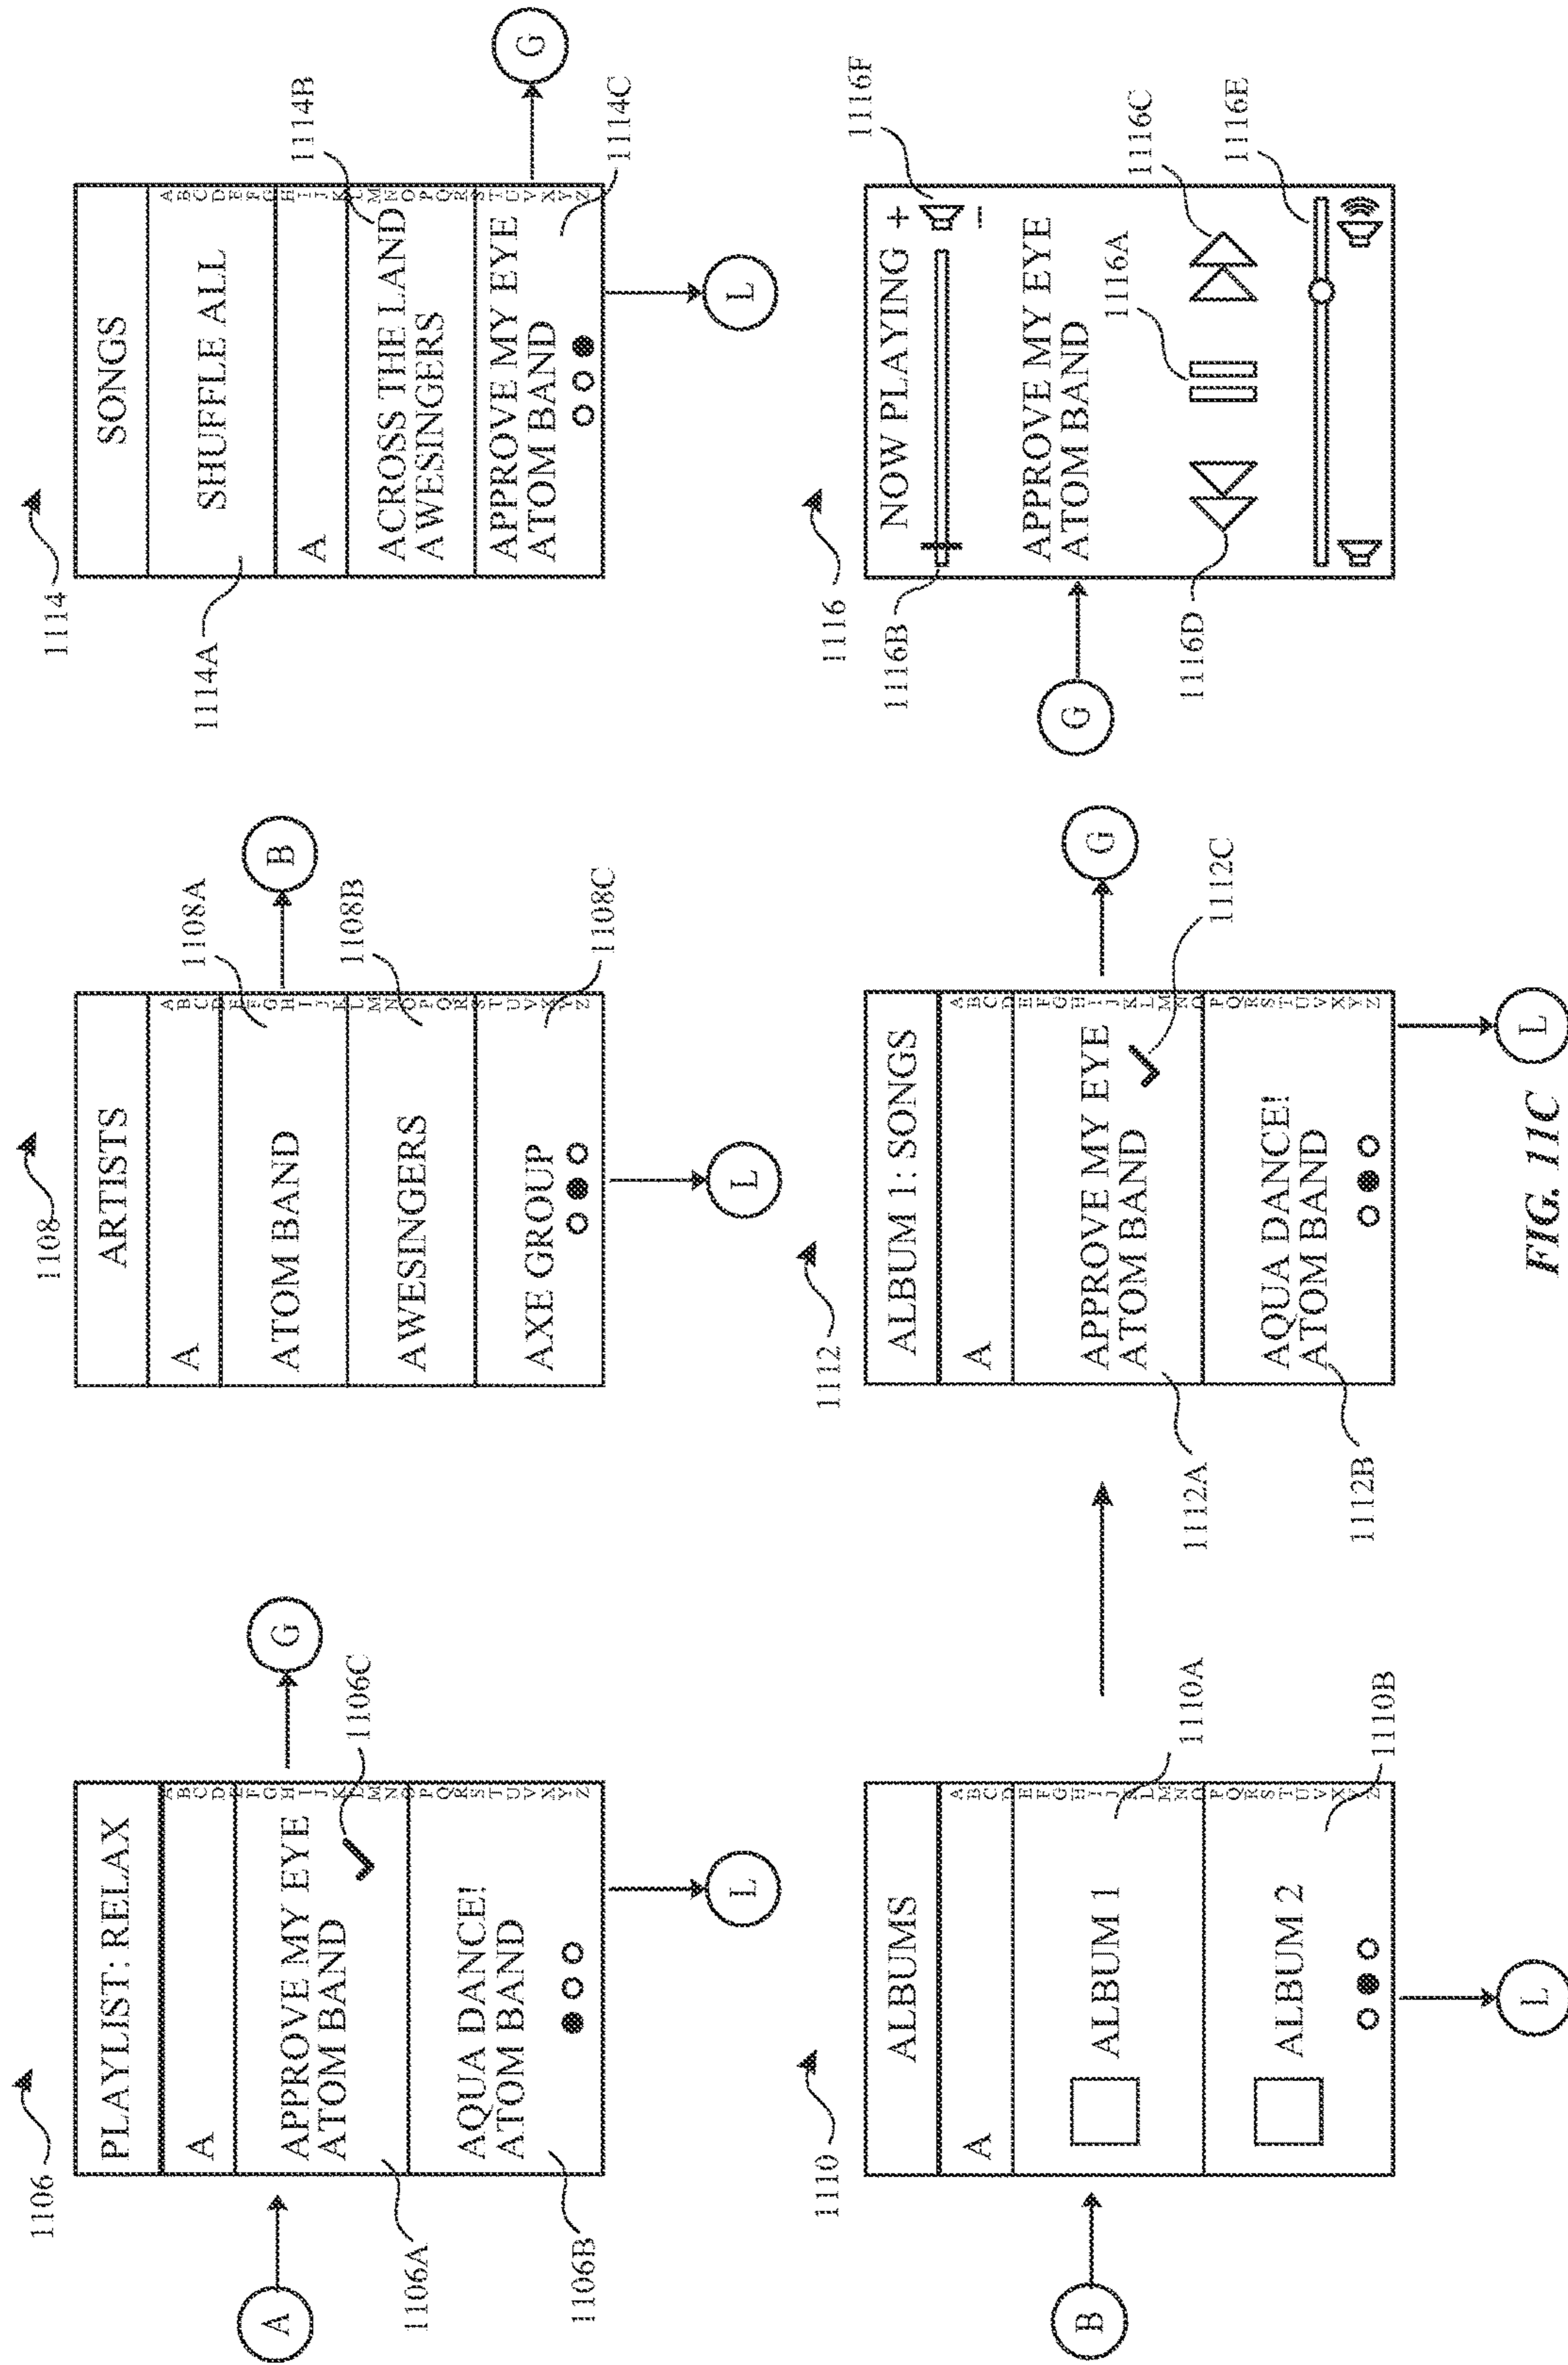 1106
PLAYLIST: RELAX
A
APPROVE MY EYE
ATOM BAND
AQUA DANCE!
ATOM BAND
A B C D E F G H I J K L M N O P Q R S T U V X Y Z
A
G
L
1106A
1106B
1106C
1108
ARTISTS
A
ATOM BAND
AWESINGERS
AXE GROUP
A B C D E F G H I J K L M N O P Q R S T U V X Y Z
B
L
1108A
1108B
1108C
1114
SONGS
SHUFFLE ALL
A
ACROSS THE LAND
AWESINGERS
APPROVE MY EYE
ATOM BAND
A B C D E F G H I J K L M N O P Q R S T U V X Y Z
G
L
1114A
1114B
1114C
1110
ALBUMS
A
ALBUM 1
ALBUM 2
A B C D E F G H I J K L M N O P Q R S T U V X Y Z
B
L
1110A
1110B
1112
ALBUM 1: SONGS
A
APPROVE MY EYE
ATOM BAND
AQUA DANCE!
ATOM BAND
A B C D E F G H I J K L M N O P Q R S T U V X Y Z
G
L
1112A
1112B
1112C
1116
NOW PLAYING
+
−
APPROVE MY EYE
ATOM BAND
G
1116A
1116B
1116C
1116D
1116E
1116F
FIG. 11C